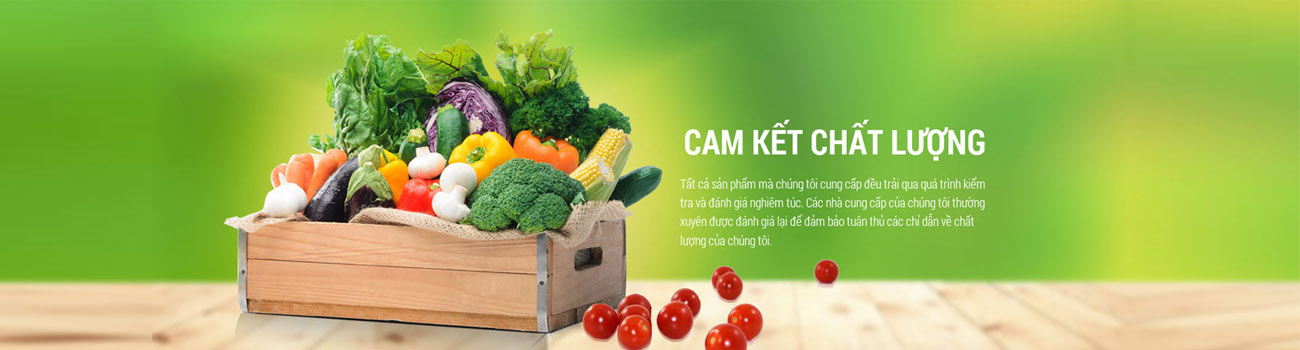 CAM KẾT CHẤT LƯỢNG
Tất cả sản phẩm mà chúng tôi cung cấp đều trải qua quá trình kiểm
tra và đánh giá nghiêm túc. Các nhà cung cấp của chúng tôi thường
xuyên được đánh giá lại để đảm bảo tuân thủ các chỉ dẫn về chất
lượng của chúng tôi.